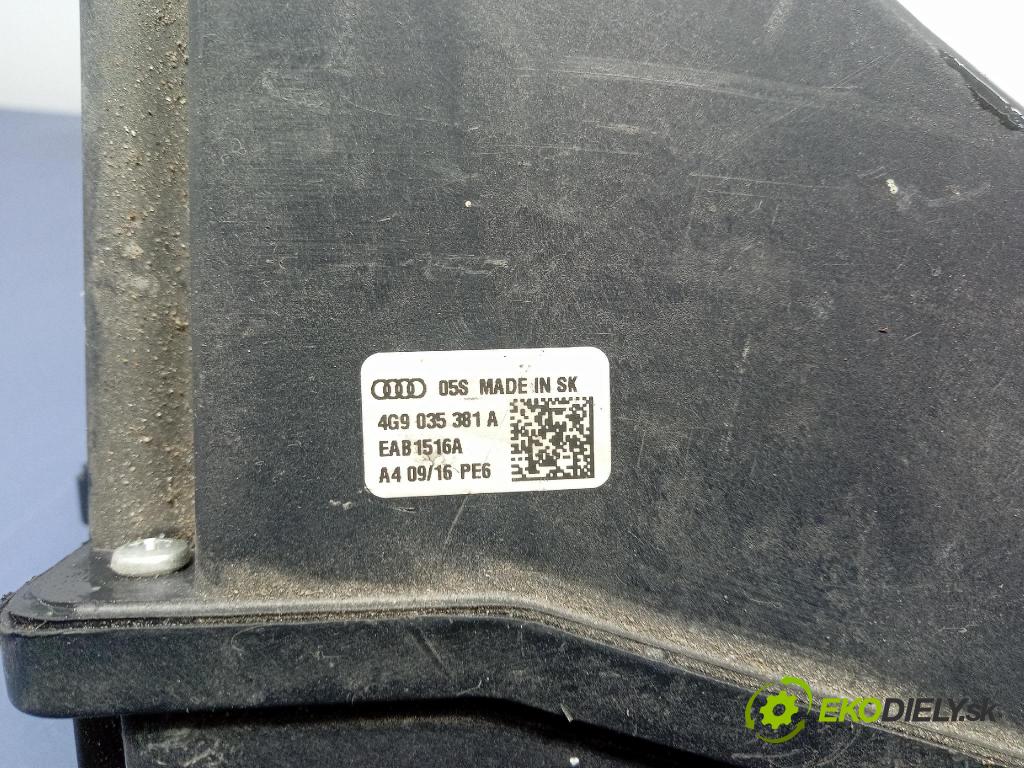 05S MADE IN SK
4G9 035 381 A
EAB1516A
A4 09/16 PE6
EKODIELY.sk